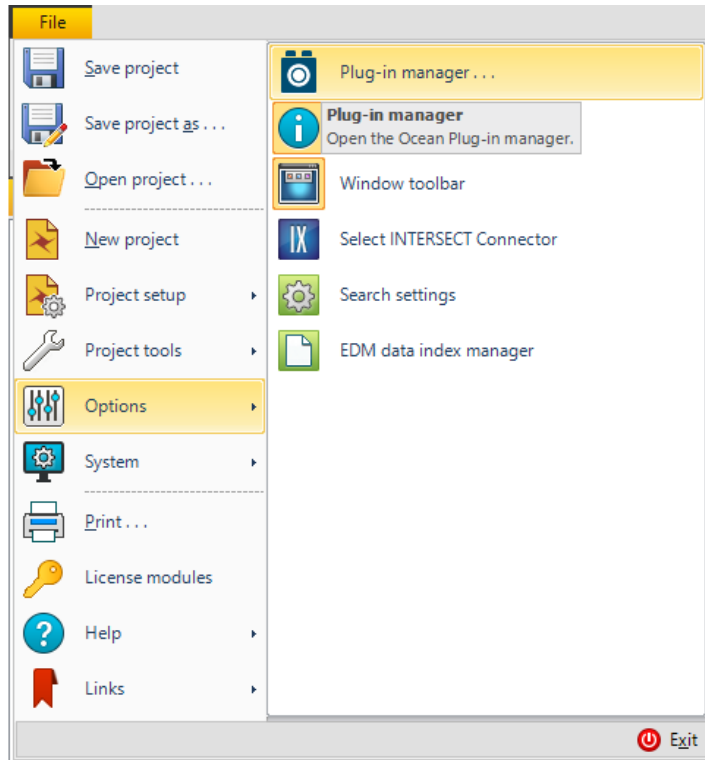 File
Save project
Save project as . . .
Open project . . .
New project
Project setup
Project tools
Options
System
Print . . .
License modules
Help
Links
Plug-in manager . . .
Plug-in manager
Open the Ocean Plug-in manager.
Window toolbar
IX
Select INTERSECT Connector
Search settings
EDM data index manager
Exit